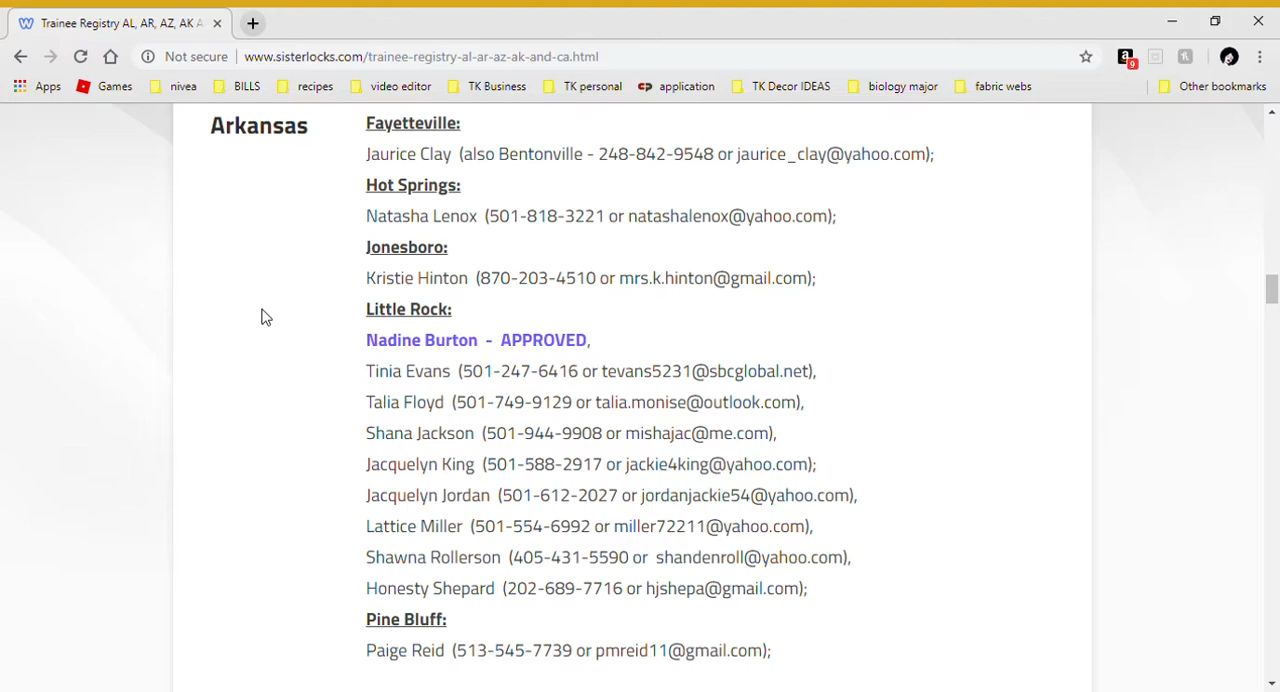 Trainee Registry AL, AR, AZ, AK A
Not secure | www.sisterlocks.com/trainee-registry-al-ar-az-ak-and-ca.html
9
Apps Games nivea BILLS recipes video editor TK Business TK personal cp application TK Decor IDEAS biology major fabric webs Other bookmarks
Arkansas
Fayetteville:
Jaurice Clay (also Bentonville - 248-842-9548 or jaurice_clay@yahoo.com);
Hot Springs:
Natasha Lenox (501-818-3221 or natashalenox@yahoo.com);
Jonesboro:
Kristie Hinton (870-203-4510 or mrs.k.hinton@gmail.com);
Little Rock:
Nadine Burton - APPROVED,
Tinia Evans (501-247-6416 or tevans5231@sbcglobal.net),
Talia Floyd (501-749-9129 or talia.monise@outlook.com),
Shana Jackson (501-944-9908 or mishajac@me.com),
Jacquelyn King (501-588-2917 or jackie4king@yahoo.com);
Jacquelyn Jordan (501-612-2027 or jordanjackie54@yahoo.com),
Lattice Miller (501-554-6992 or miller72211@yahoo.com),
Shawna Rollerson (405-431-5590 or shandenroll@yahoo.com),
Honesty Shepard (202-689-7716 or hjshepa@gmail.com);
Pine Bluff:
Paige Reid (513-545-7739 or pmreid11@gmail.com);